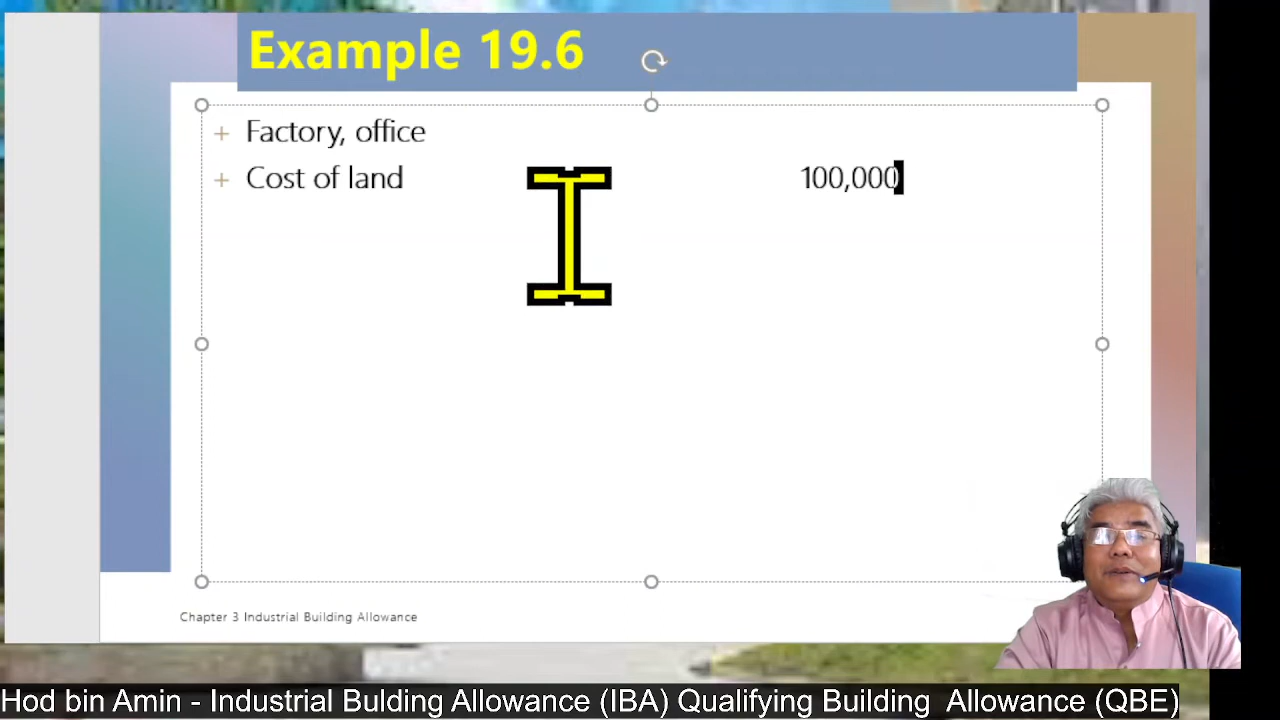 Example 19.6
+ Factory, office
+ Cost of land 100,000
Chapter 3 Industrial Building Allowance
Hod bin Amin - Industrial Bulding Allowance (IBA) Qualifying Building Allowance (QBE)